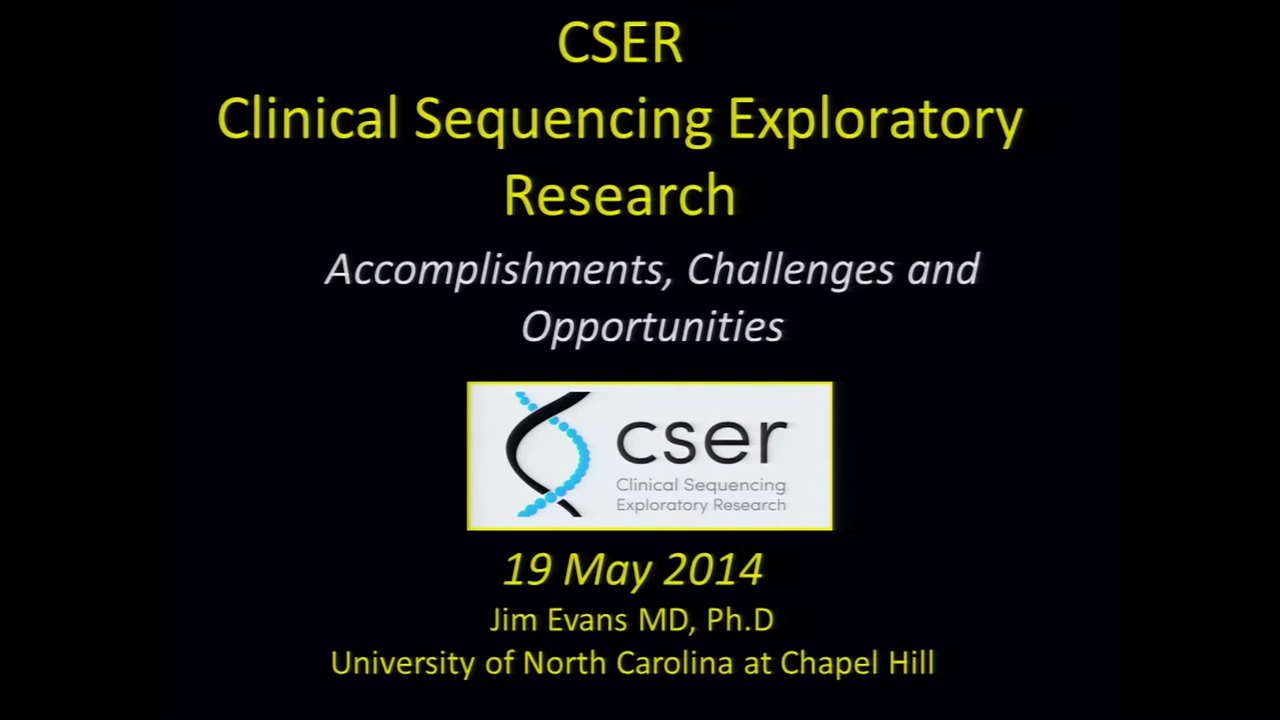 CSER
Clinical Sequencing Exploratory
Research
Accomplishments, Challenges and
Opportunities
cser
Clinical Sequencing
Exploratory Research
19 May 2014
Jim Evans MD, Ph.D
University of North Carolina at Chapel Hill